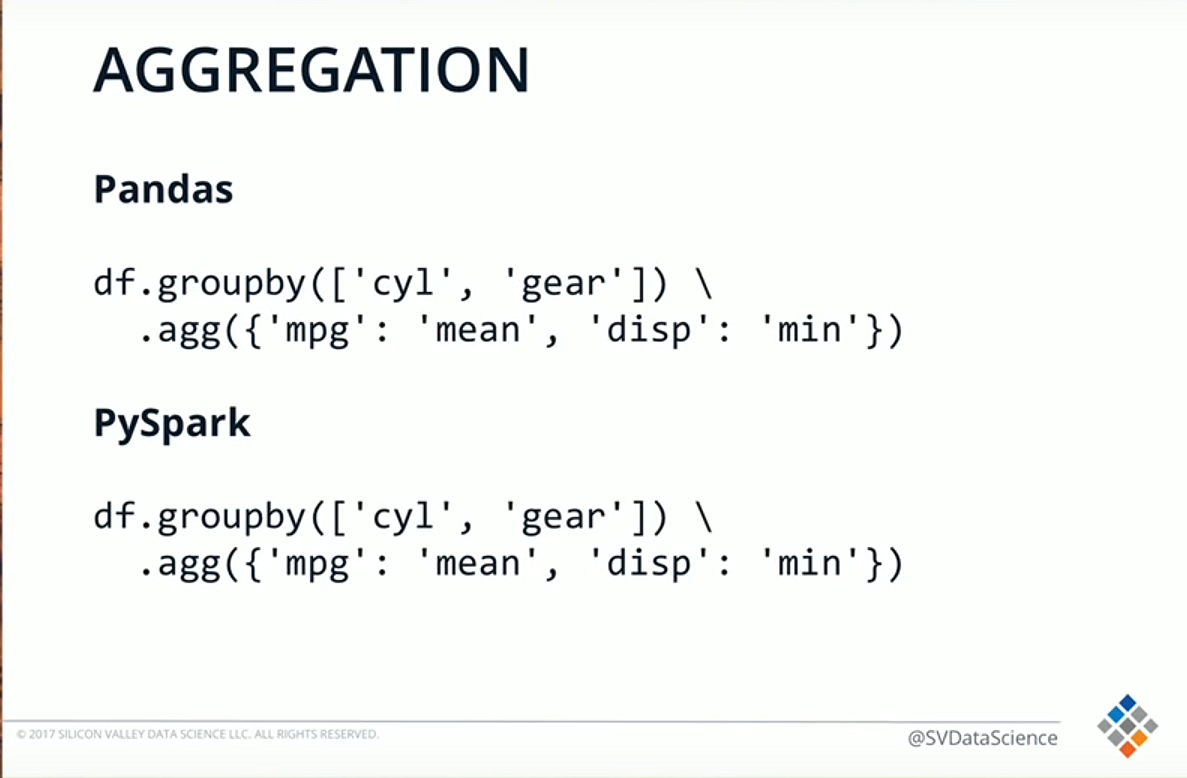 AGGREGATION
Pandas
df.groupby(['cyl', 'gear']) \
  .agg({'mpg': 'mean', 'disp': 'min'})
PySpark
df.groupby(['cyl', 'gear']) \
  .agg({'mpg': 'mean', 'disp': 'min'})
© 2017 SILICON VALLEY DATA SCIENCE LLC. ALL RIGHTS RESERVED.
@SVDataScience